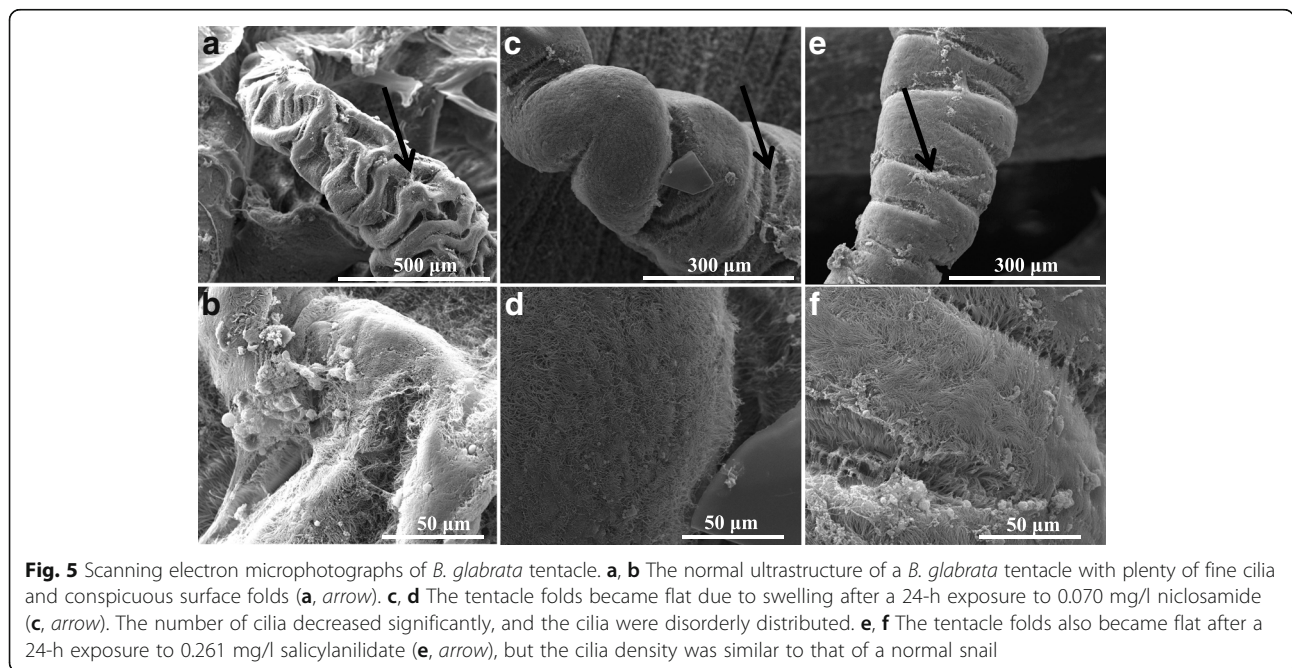 a
c
e
500 µm
300 µm
300 µm
b
d
f
50 µm
50 µm
50 µm
Fig. 5 Scanning electron microphotographs of B. glabrata tentacle. a, b The normal ultrastructure of a B. glabrata tentacle with plenty of fine cilia
and conspicuous surface folds (a, arrow). c, d The tentacle folds became flat due to swelling after a 24-h exposure to 0.070 mg/l niclosamide
(c, arrow). The number of cilia decreased significantly, and the cilia were disorderly distributed. e, f The tentacle folds also became flat after a
24-h exposure to 0.261 mg/l salicylanilidate (e, arrow), but the cilia density was similar to that of a normal snail